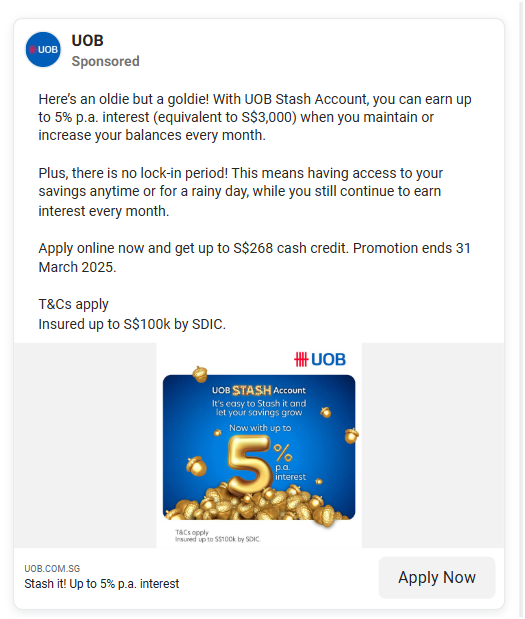 UOB
UOB
Sponsored
Here's an oldie but a goldie! With UOB Stash Account, you can earn up
to 5% p.a. interest (equivalent to S$3,000) when you maintain or
increase your balances every month.
Plus, there is no lock-in period! This means having access to your
savings anytime or for a rainy day, while you still continue to earn
interest every month.
Apply online now and get up to S$268 cash credit. Promotion ends 31
March 2025.
T&Cs apply
Insured up to S$100k by SDIC.
UOB
UOB STASH Account
It's easy to Stash it and
let your savings grow
Now with up to
5%
p.a.
interest
T&Cs apply
Insured up to S$100k by SDIC.
UOB.COM.SG
Stash it! Up to 5% p.a. interest
Apply Now